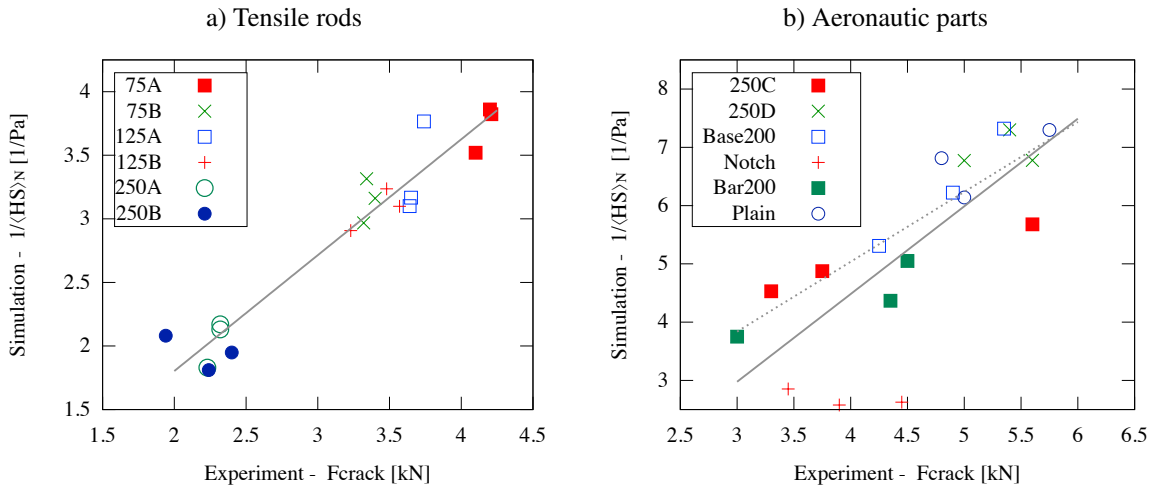 a) Tensile rods
Simulation - 1/⟨HS⟩N [1/Pa]
4
3.5
3
2.5
2
1.5
75A
75B
125A
125B
250A
250B
1.5 2 2.5 3 3.5 4 4.5
Experiment - Fcrack [kN]
b) Aeronautic parts
Simulation - 1/⟨HS⟩N [1/Pa]
8
7
6
5
4
3
250C
250D
Base200
Notch
Bar200
Plain
2.5 3 3.5 4 4.5 5 5.5 6 6.5
Experiment - Fcrack [kN]